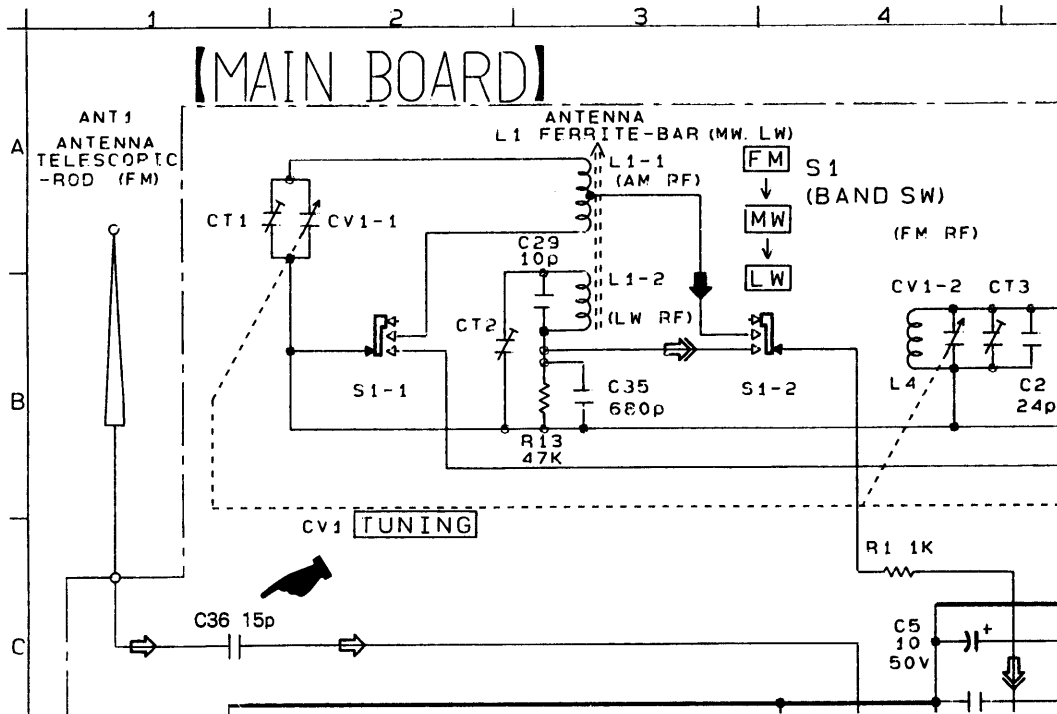 1 2 3 4
【MAIN BOARD】
ANT1
ANTENNA
TELESCOPIC
-ROD (FM)
A
ANTENNA
L1 FERRITE-BAR (MW. LW)
L1-1
(AM RF)
FM
MW
LW
S1
(BAND SW)
(FM RF)
CT1
CV1-1
C29
10p
L1-2
(LW RF)
CT2
CV1-2
CT3
S1-1
C35
680p
S1-2
L4
C2
24p
B
R13
47K
CV1 TUNING
R1 1K
C36 15p
C
C5
10
50V
+